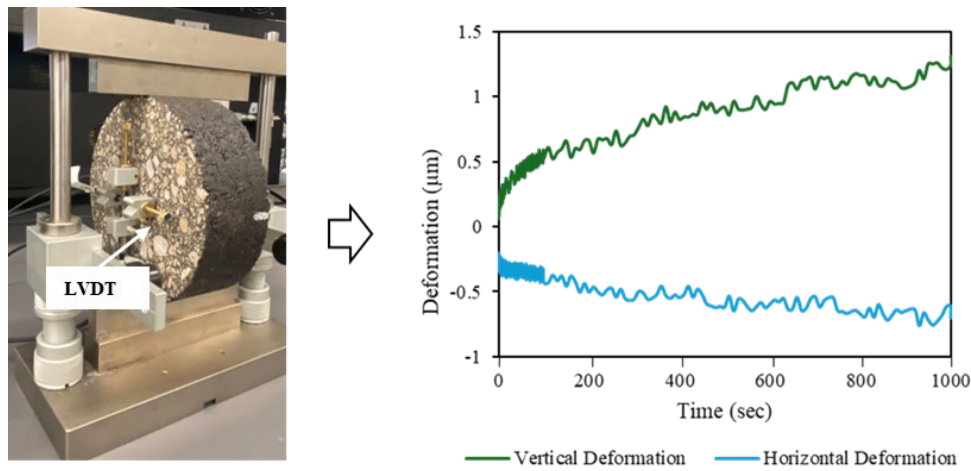 LVDT
Deformation (μm)
1.5
1
0.5
0
-0.5
-1
0 200 400 600 800 1000
Time (sec)
Vertical Deformation Horizontal Deformation